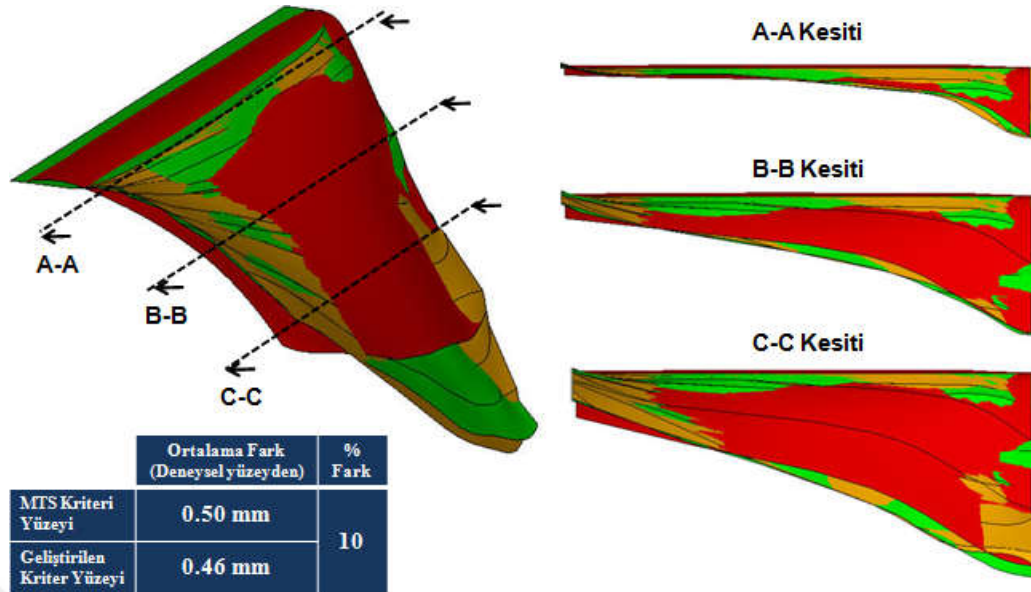 A-A Kesiti
B-B Kesiti
C-C Kesiti
A-A
B-B
C-C
Ortalama Fark
(Deneysel yüzeyden)
%
Fark
MTS Kriteri
Yüzeyi
0.50 mm
10
Geliştirilen
Kriter Yüzeyi
0.46 mm